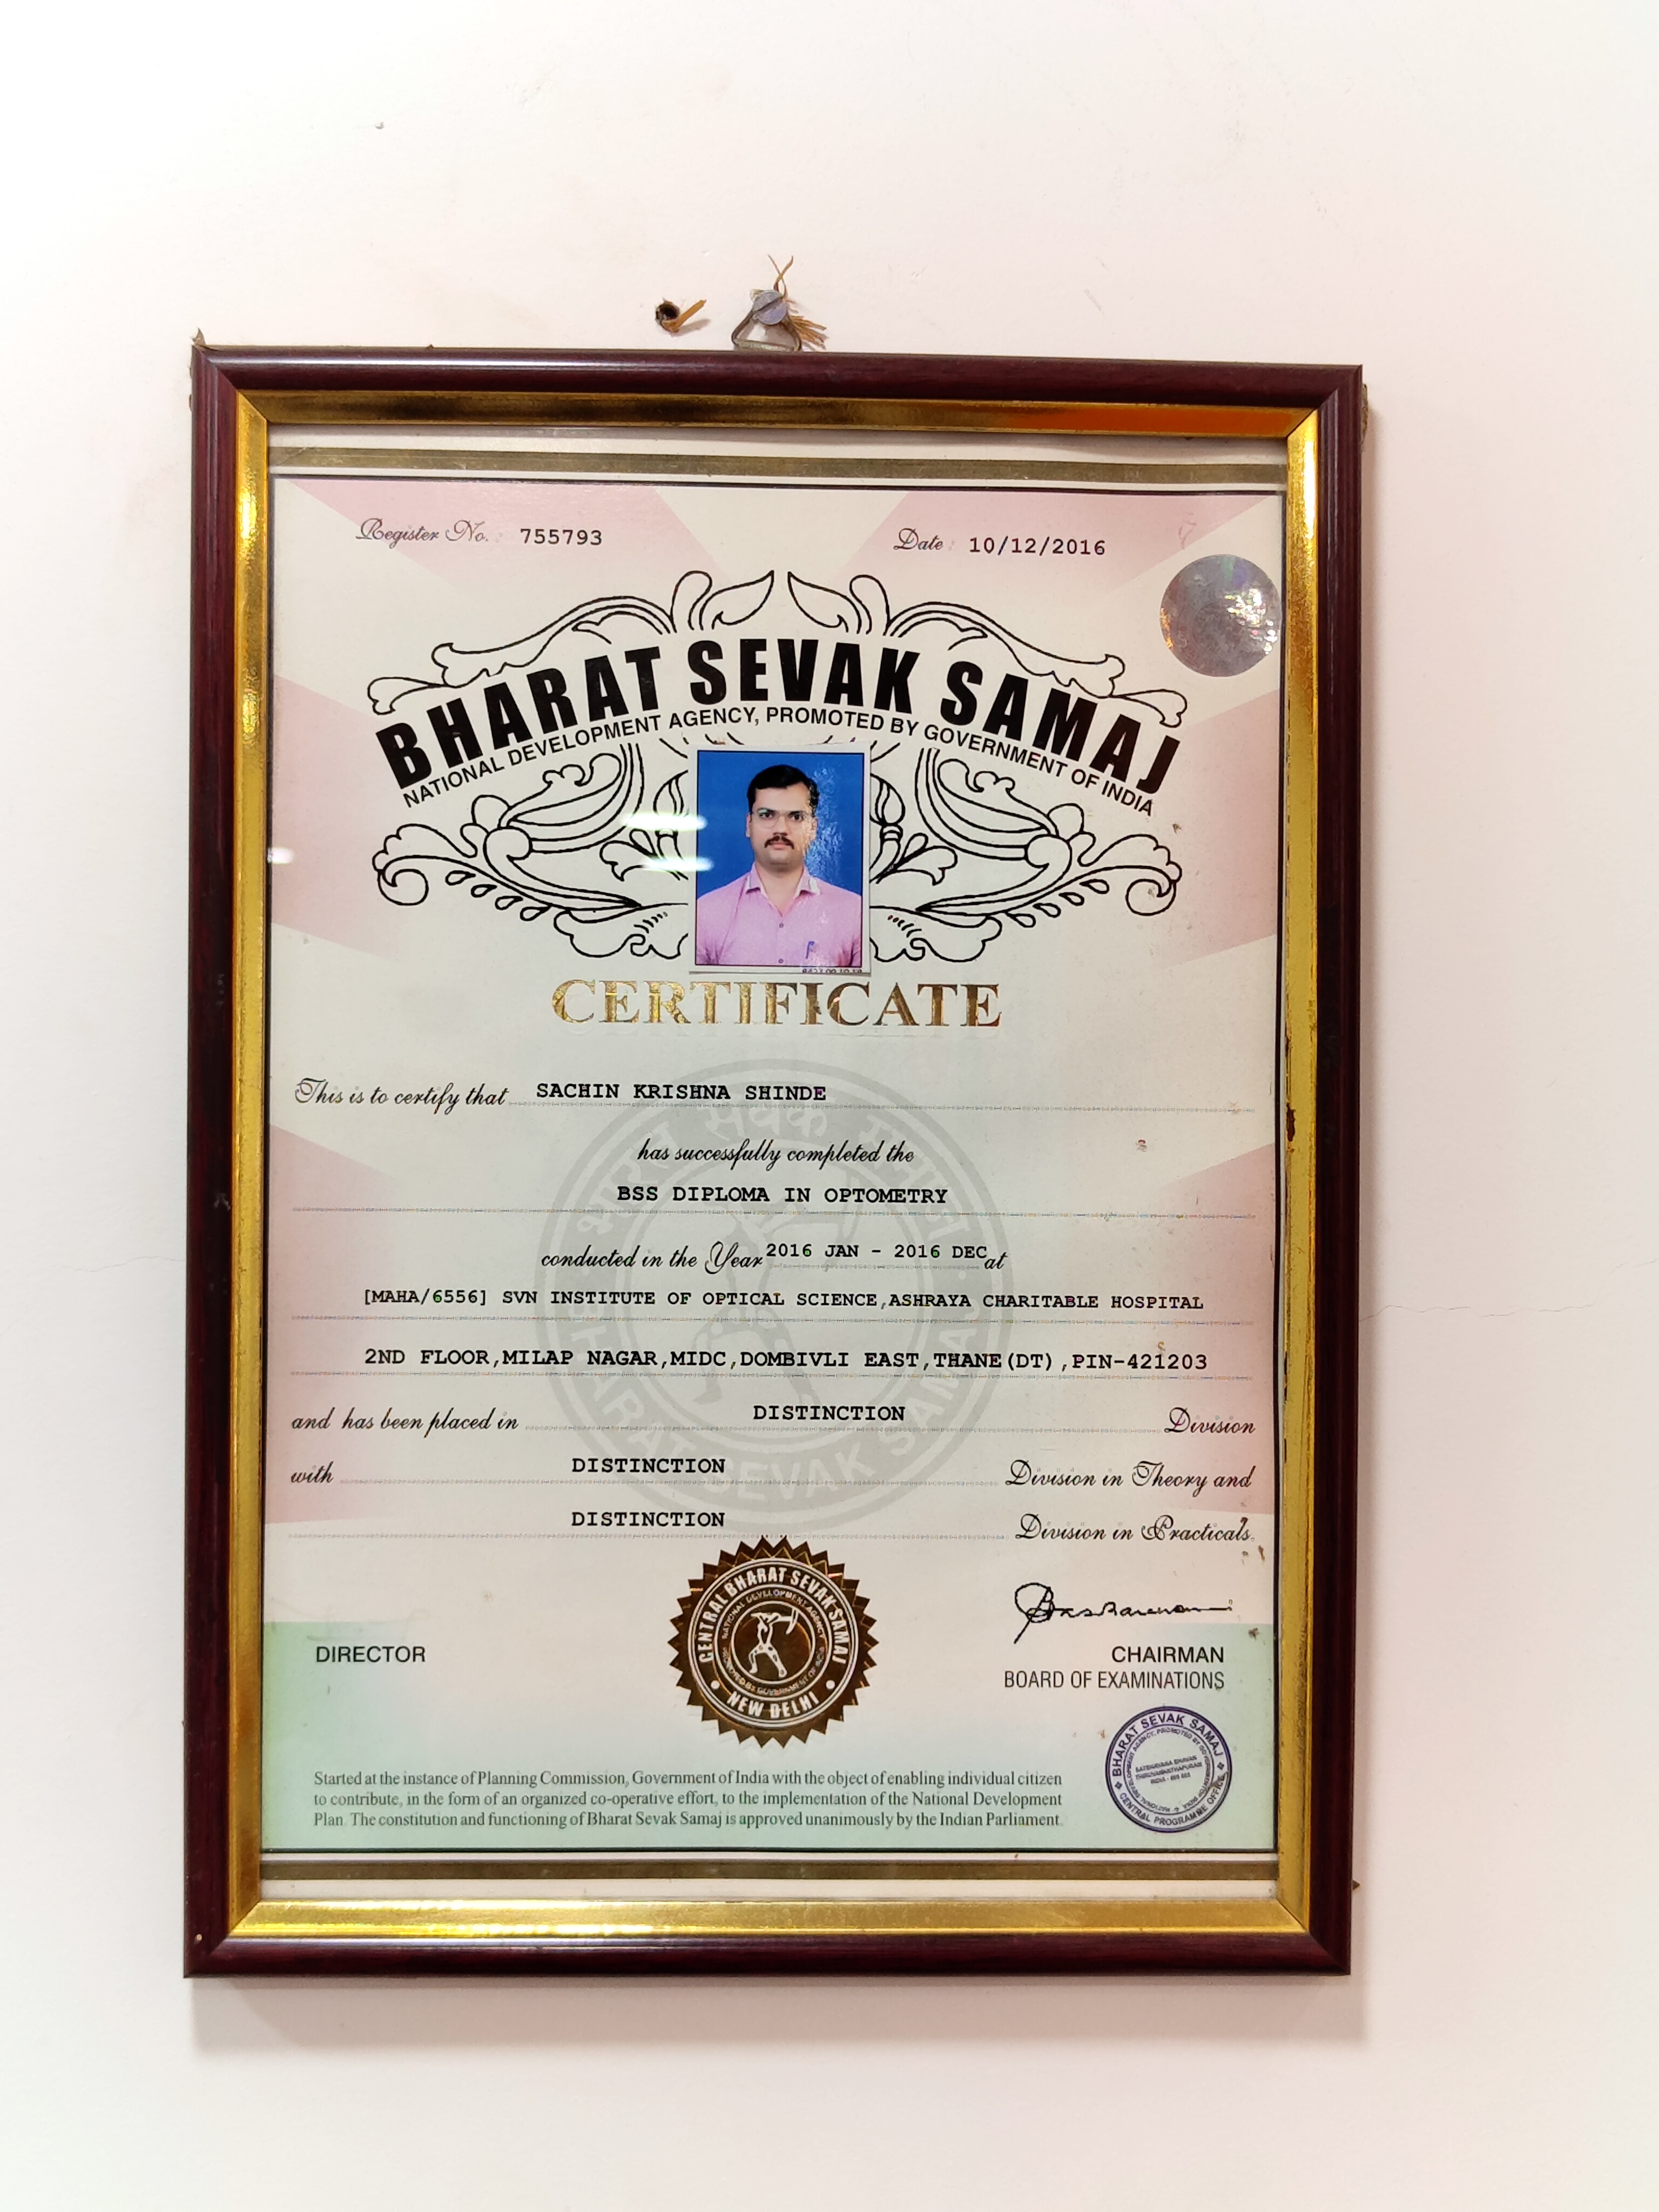 Register No. 755793
Date 10/12/2016
BHARAT SEVAK SAMAJ
NATIONAL DEVELOPMENT AGENCY, PROMOTED BY GOVERNMENT OF INDIA
CERTIFICATE
This is to certify that SACHIN KRISHNA SHINDE
has successfully completed the
BSS DIPLOMA IN OPTOMETRY
conducted in the Year 2016 JAN - 2016 DEC at
[MAHA/6556] SVN INSTITUTE OF OPTICAL SCIENCE,ASHRAYA CHARITABLE HOSPITAL
2ND FLOOR,MILAP NAGAR,MIDC,DOMBIVLI EAST,THANE(DT),PIN-421203
and has been placed in DISTINCTION Division
with DISTINCTION Division in Theory and
DISTINCTION Division in Practicals.
CENTRAL BHARAT SEVAK SAMAJ
NATIONAL DEVELOPMENT AGENCY
PROMOTED BY GOVERNMENT OF INDIA
NEW DELHI
DIRECTOR
CHAIRMAN
BOARD OF EXAMINATIONS
BHARAT SEVAK SAMAJ
CENTRAL PROGRAMME OFFICE
Started at the instance of Planning Commission, Government of India with the object of enabling individual citizen
to contribute, in the form of an organized co-operative effort, to the implementation of the National Development
Plan. The constitution and functioning of Bharat Sevak Samaj is approved unanimously by the Indian Parliament.